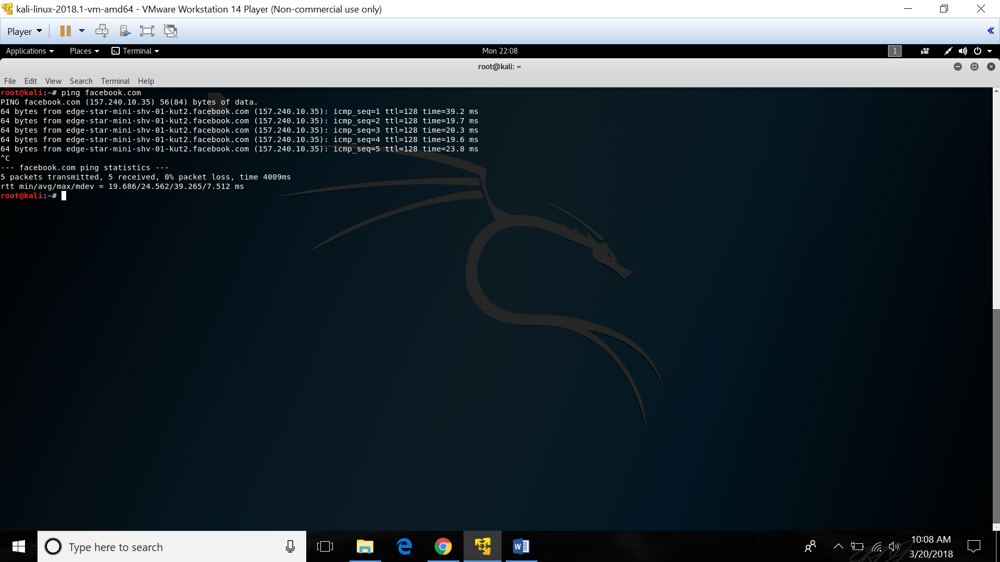 kali-linux-2018.1-vm-amd64 - VMware Workstation 14 Player (Non-commercial use only)
Player
Applications Places Terminal Mon 22:08 1
root@kali: ~
File Edit View Search Terminal Help
root@kali:~# ping facebook.com
PING facebook.com (157.240.10.35) 56(84) bytes of data.
64 bytes from edge-star-mini-shv-01-kut2.facebook.com (157.240.10.35): icmp_seq=1 ttl=128 time=39.2 ms
64 bytes from edge-star-mini-shv-01-kut2.facebook.com (157.240.10.35): icmp_seq=2 ttl=128 time=19.7 ms
64 bytes from edge-star-mini-shv-01-kut2.facebook.com (157.240.10.35): icmp_seq=3 ttl=128 time=20.3 ms
64 bytes from edge-star-mini-shv-01-kut2.facebook.com (157.240.10.35): icmp_seq=4 ttl=128 time=19.6 ms
64 bytes from edge-star-mini-shv-01-kut2.facebook.com (157.240.10.35): icmp_seq=5 ttl=128 time=23.8 ms
^C
--- facebook.com ping statistics ---
5 packets transmitted, 5 received, 0% packet loss, time 4009ms
rtt min/avg/max/mdev = 19.686/24.562/39.265/7.512 ms
root@kali:~#
Type here to search
10:08 AM
3/20/2018